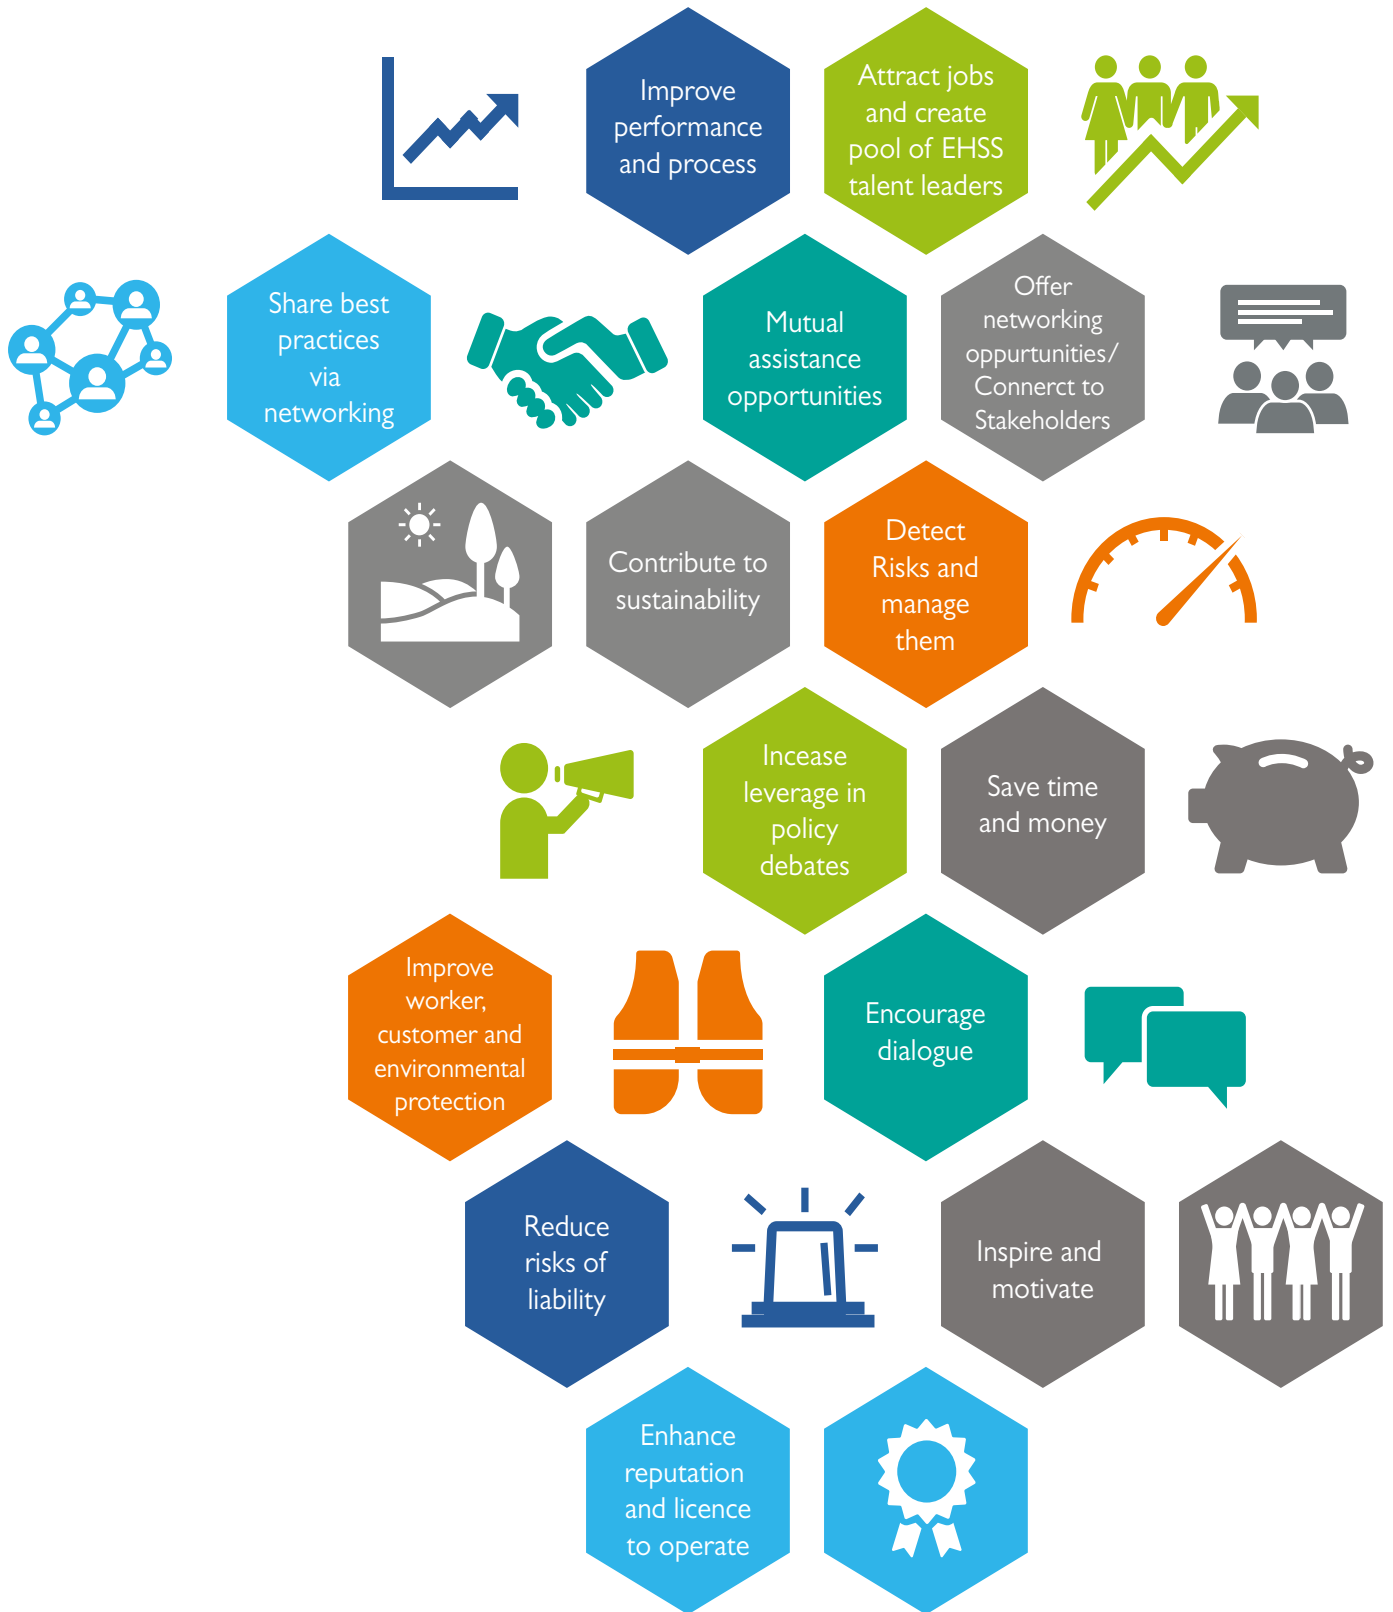 Improve
performance
and process
Attract jobs
and create
pool of EHSS
talent leaders
Share best
practices
via
networking
Mutual
assistance
opportunities
Offer
networking
oppurtunities/
Connerct to
Stakeholders
Contribute to
sustainability
Detect
Risks and
manage
them
Incease
leverage in
policy
debates
Save time
and money
Improve
worker,
customer and
environmental
protection
Encourage
dialogue
Reduce
risks of
liability
Inspire and
motivate
Enhance
reputation
and licence
to operate